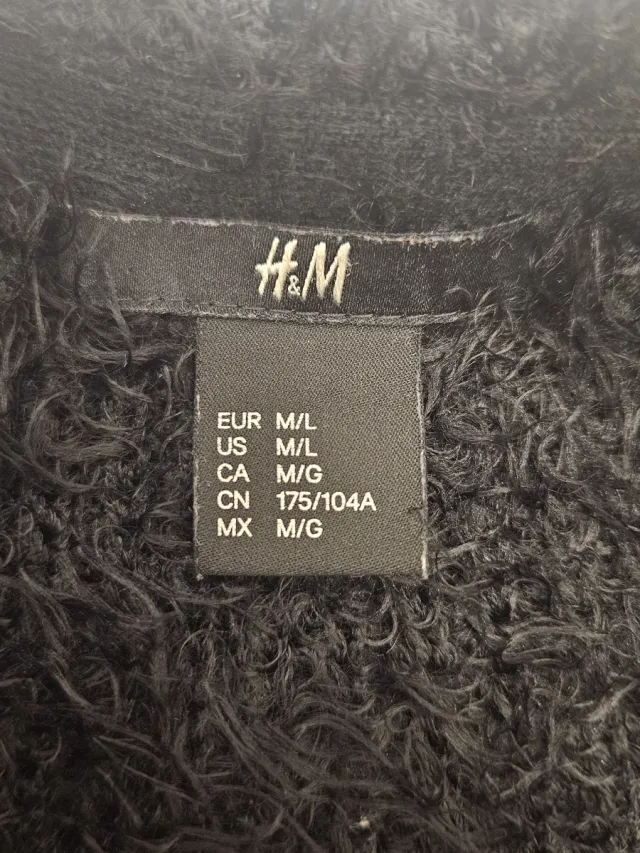 H&M
EUR M/L
US M/L
CA M/G
CN 175/104A
MX M/G